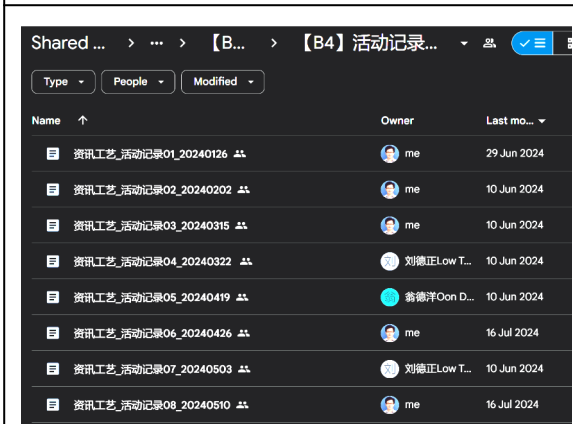 Shared ... > ... > 【B... > 【B4】活动记录...
Type People Modified
Name Owner Last mo...
资讯工艺_活动记录01_20240126 me 29 Jun 2024
资讯工艺_活动记录02_20240202 me 10 Jun 2024
资讯工艺_活动记录03_20240315 me 10 Jun 2024
资讯工艺_活动记录04_20240322 刘 刘德正Low T... 10 Jun 2024
资讯工艺_活动记录05_20240419 翁 翁德洋Oon D... 10 Jun 2024
资讯工艺_活动记录06_20240426 me 16 Jul 2024
资讯工艺_活动记录07_20240503 刘 刘德正Low T... 10 Jun 2024
资讯工艺_活动记录08_20240510 me 16 Jul 2024